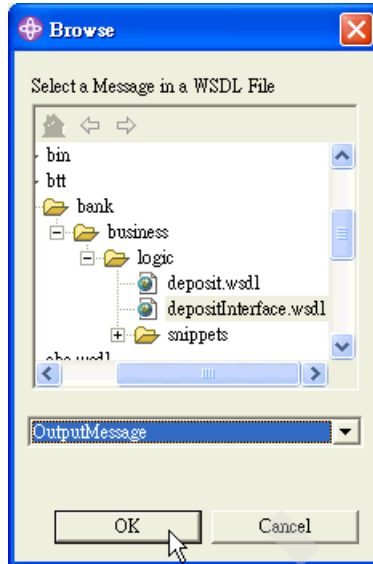 Browse
Select a Message in a WSDL File
bin
btt
bank
business
logic
deposit.wsdl
depositInterface.wsdl
snippets
OutputMessage
OK Cancel